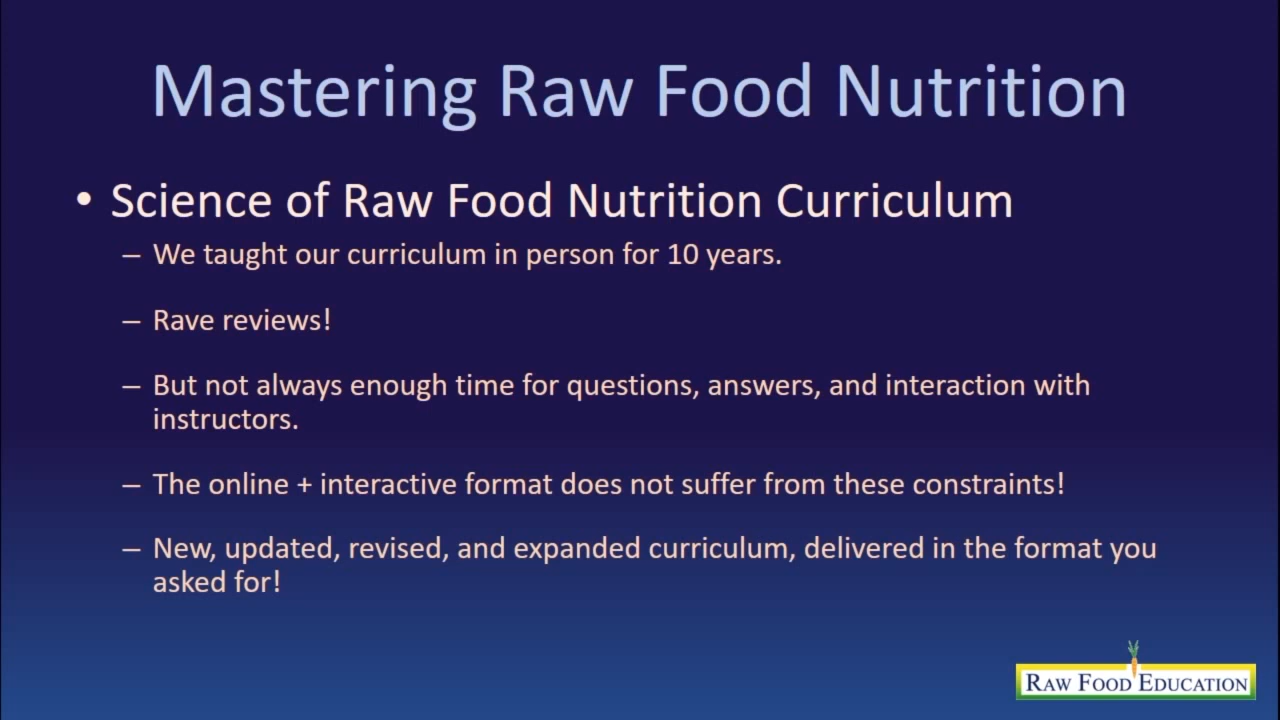 Mastering Raw Food Nutrition
• Science of Raw Food Nutrition Curriculum
– We taught our curriculum in person for 10 years.
– Rave reviews!
– But not always enough time for questions, answers, and interaction with
instructors.
– The online + interactive format does not suffer from these constraints!
– New, updated, revised, and expanded curriculum, delivered in the format you
asked for!
RAW FOOD EDUCATION